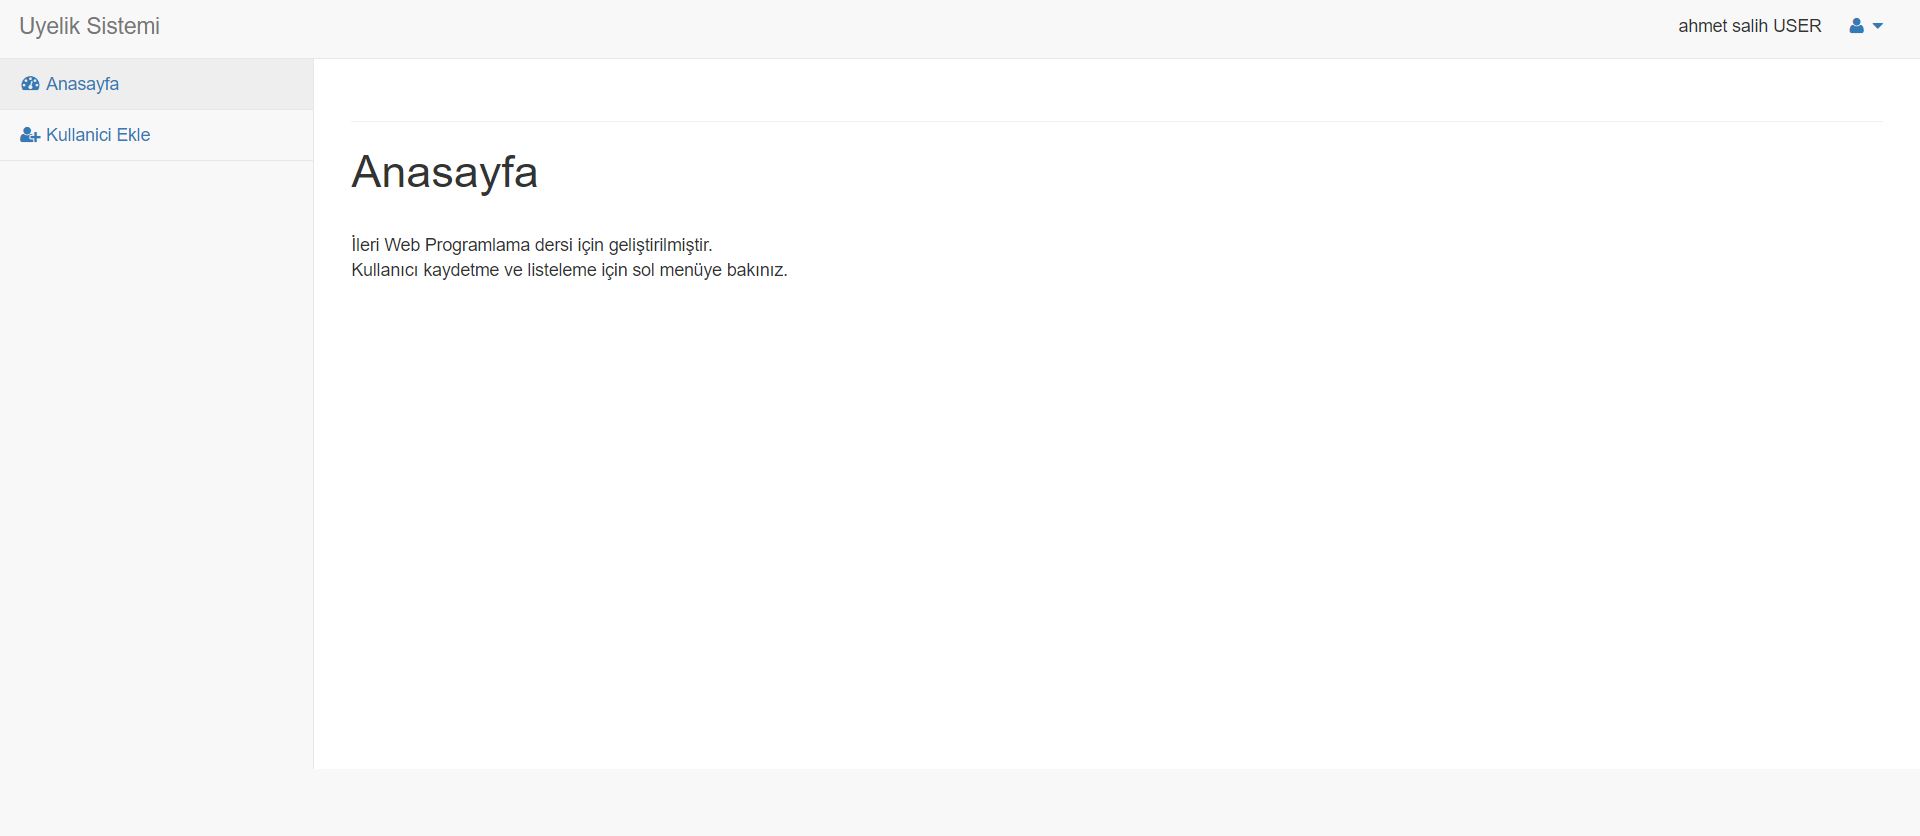 Uyelik Sistemi
ahmet salih USER
Anasayfa
Kullanici Ekle
Anasayfa
İleri Web Programlama dersi için geliştirilmiştir.
Kullanıcı kaydetme ve listeleme için sol menüye bakınız.